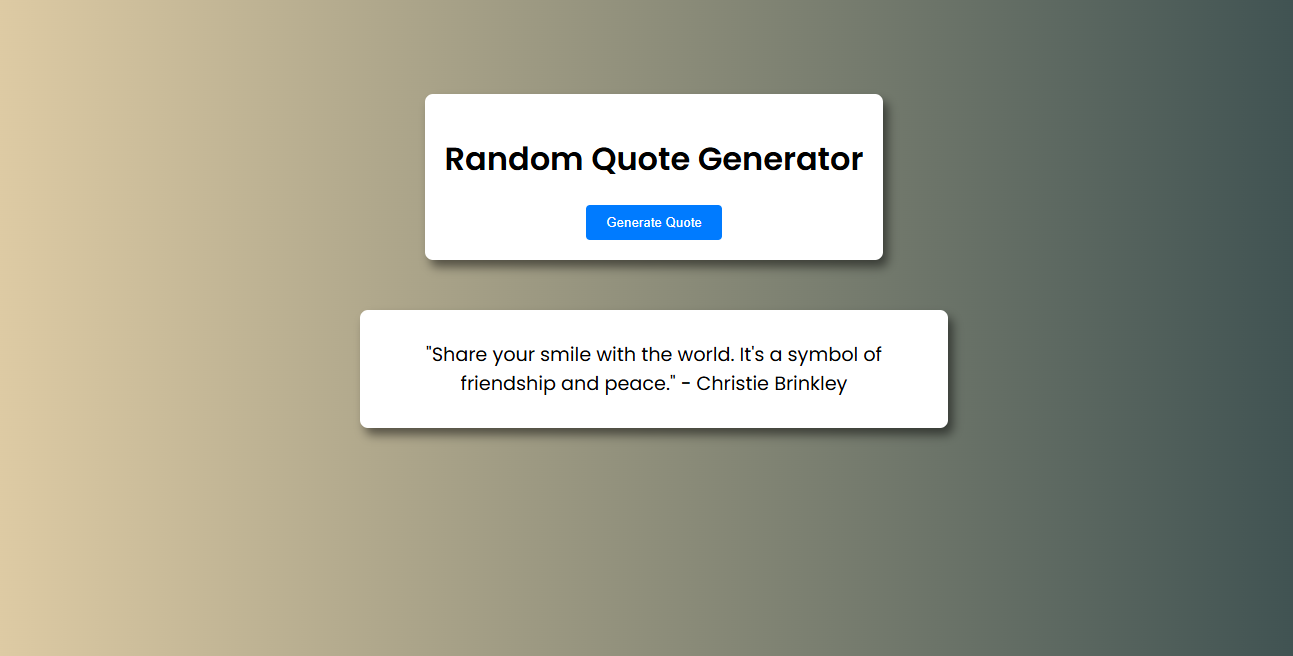 Random Quote Generator
Generate Quote
"Share your smile with the world. It's a symbol of
friendship and peace." - Christie Brinkley